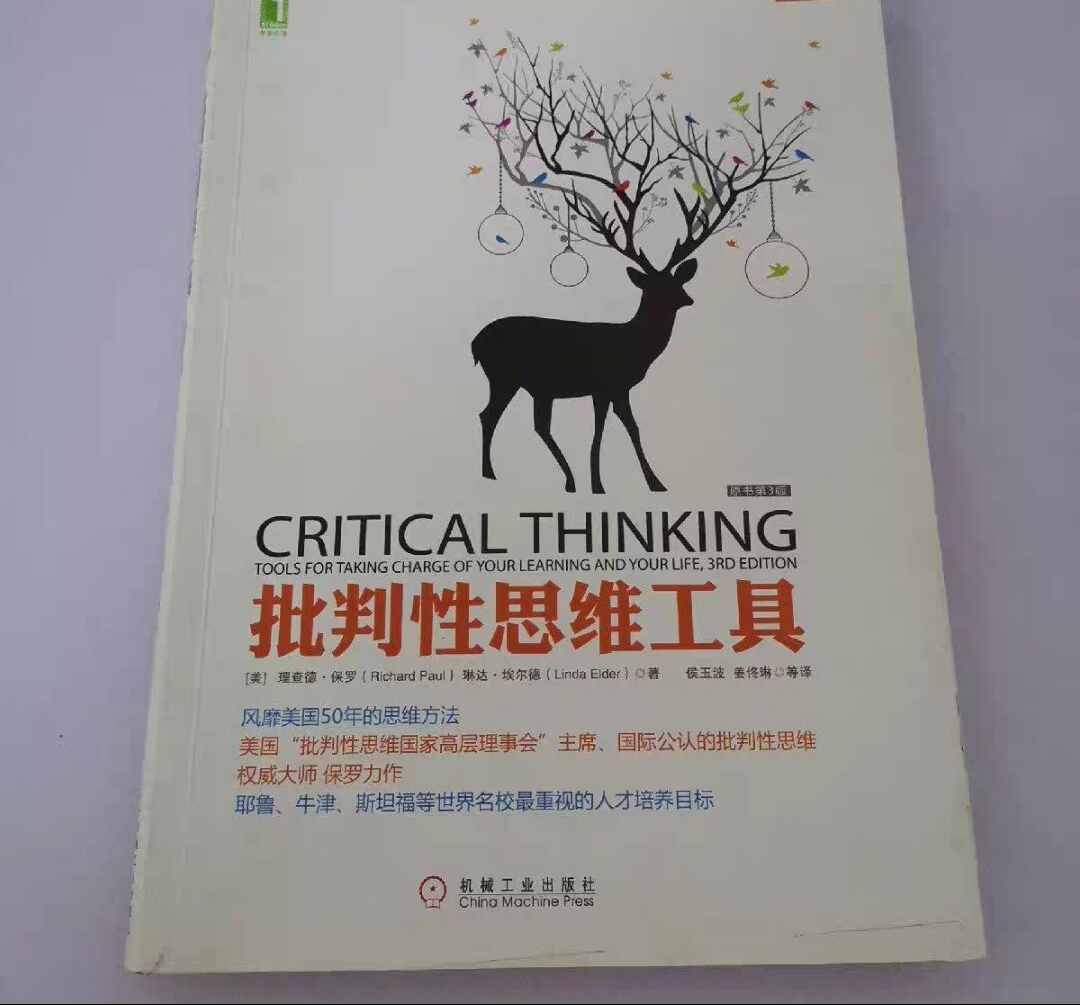 原书第3版
CRITICAL THINKING
TOOLS FOR TAKING CHARGE OF YOUR LEARNING AND YOUR LIFE, 3RD EDITION
批判性思维工具
[美] 理查德·保罗（Richard Paul） 琳达·埃尔德（Linda Elder）◎著 侯玉波 姜佟琳◎等译
风靡美国50年的思维方法
美国“批判性思维国家高层理事会”主席、国际公认的批判性思维
权威大师 保罗力作
耶鲁、牛津、斯坦福等世界名校最重视的人才培养目标
机械工业出版社
China Machine Press